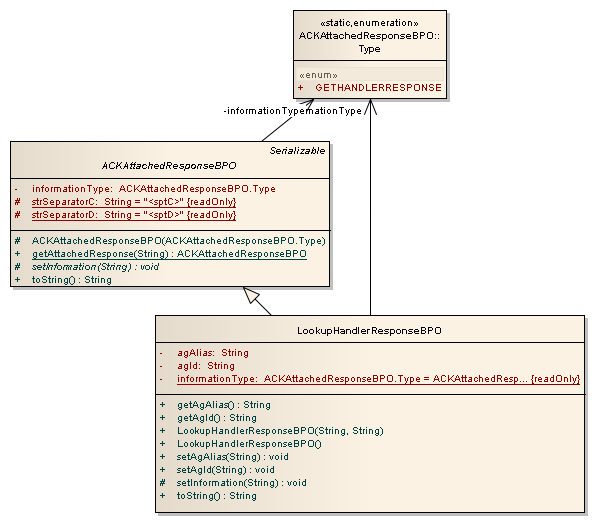 «static,enumeration»
ACKAttachedResponseBPO::
Type
«enum»
+ GETHANDLERRESPONSE
-informationTypemationType
Serializable
ACKAttachedResponseBPO
- informationType: ACKAttachedResponseBPO.Type
# strSeparatorC: String = "<sptC>" {readOnly}
# strSeparatorD: String = "<sptD>" {readOnly}
# ACKAttachedResponseBPO(ACKAttachedResponseBPO.Type)
+ getAttachedResponse(String) : ACKAttachedResponseBPO
# setInfomation(String) : void
+ toString() : String
LookupHandlerResponseBPO
- agAlias: String
- agId: String
- informationType: ACKAttachedResponseBPO.Type = ACKAttachedResp... {readOnly}
+ getAgAlias() : String
+ getAgId() : String
+ LookupHandlerResponseBPO(String, String)
+ LookupHandlerResponseBPO()
+ setAgAlias(String) : void
+ setAgId(String) : void
# setInformation(String) : void
+ toString() : String